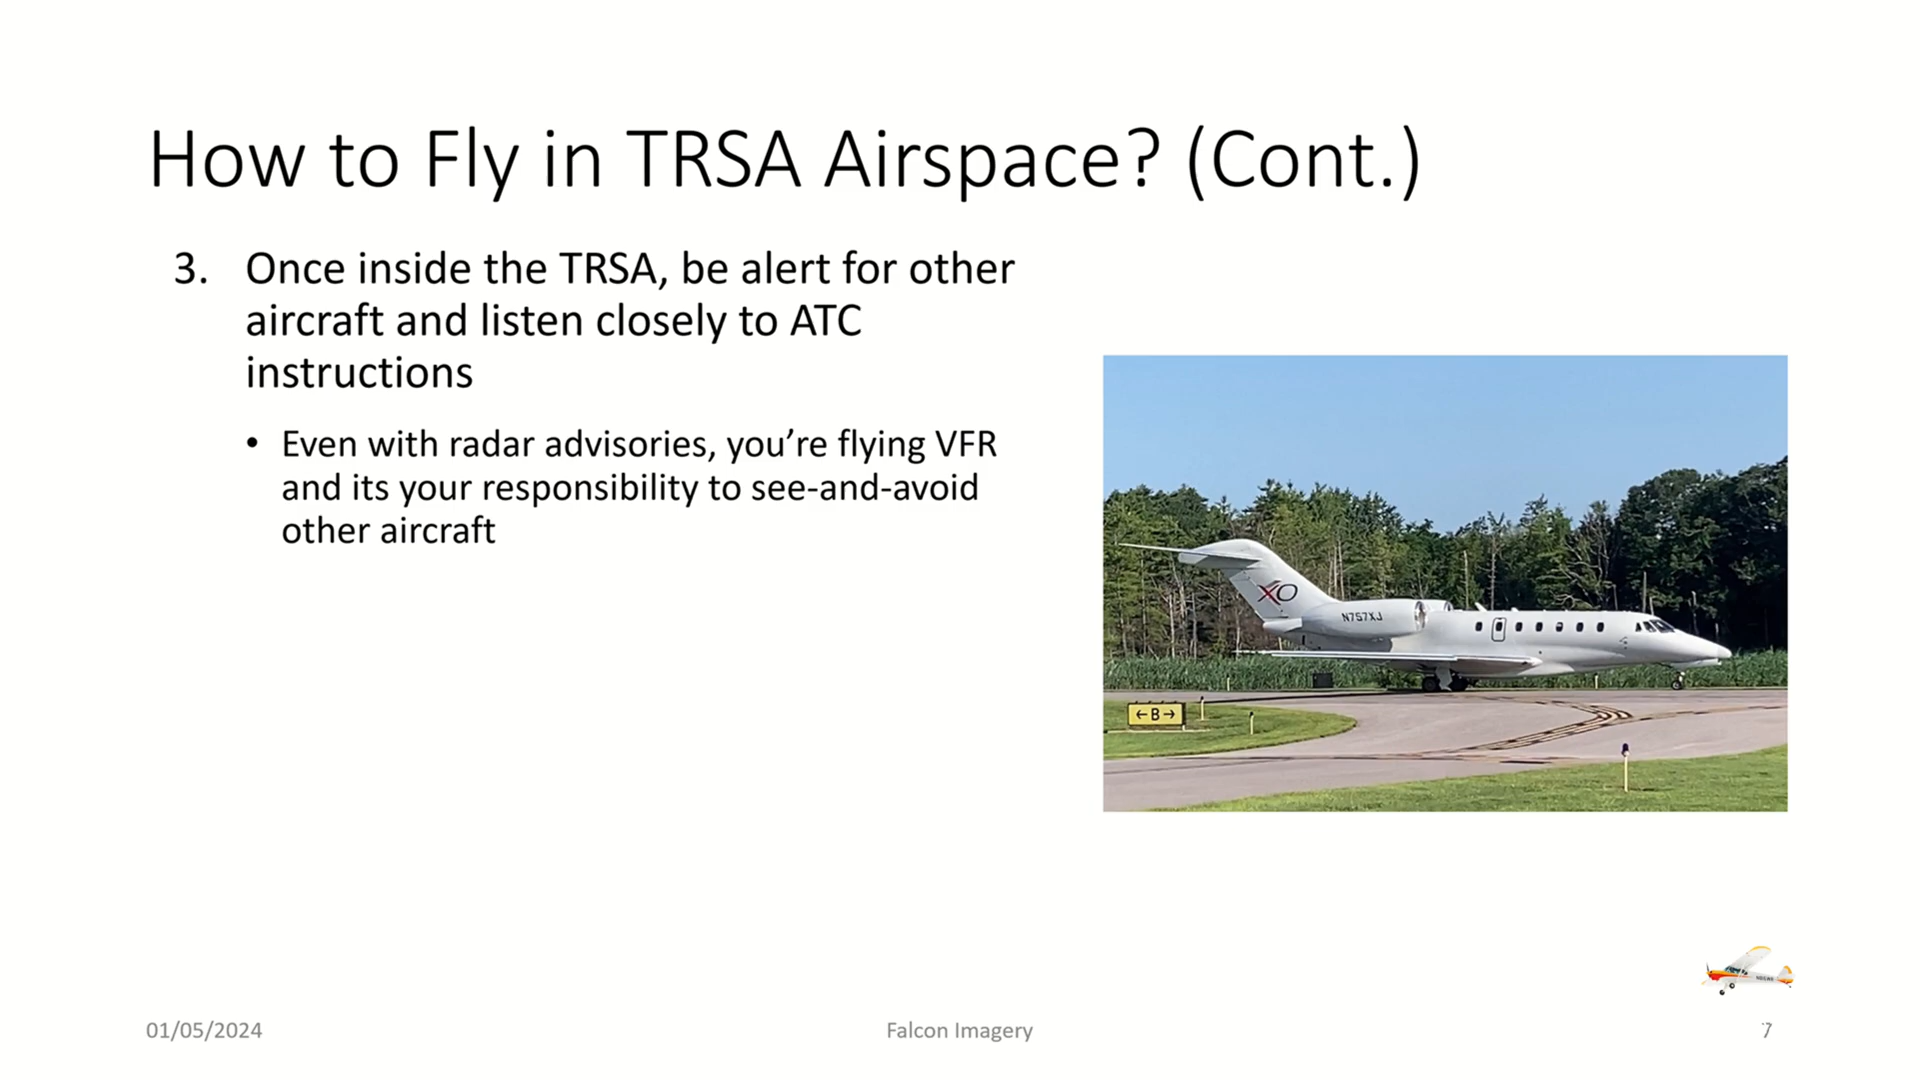 How to Fly in TRSA Airspace? (Cont.)
3. Once inside the TRSA, be alert for other
aircraft and listen closely to ATC
instructions
• Even with radar advisories, you’re flying VFR
and its your responsibility to see-and-avoid
other aircraft
XO
N757XJ
←B→
01/05/2024
Falcon Imagery
7